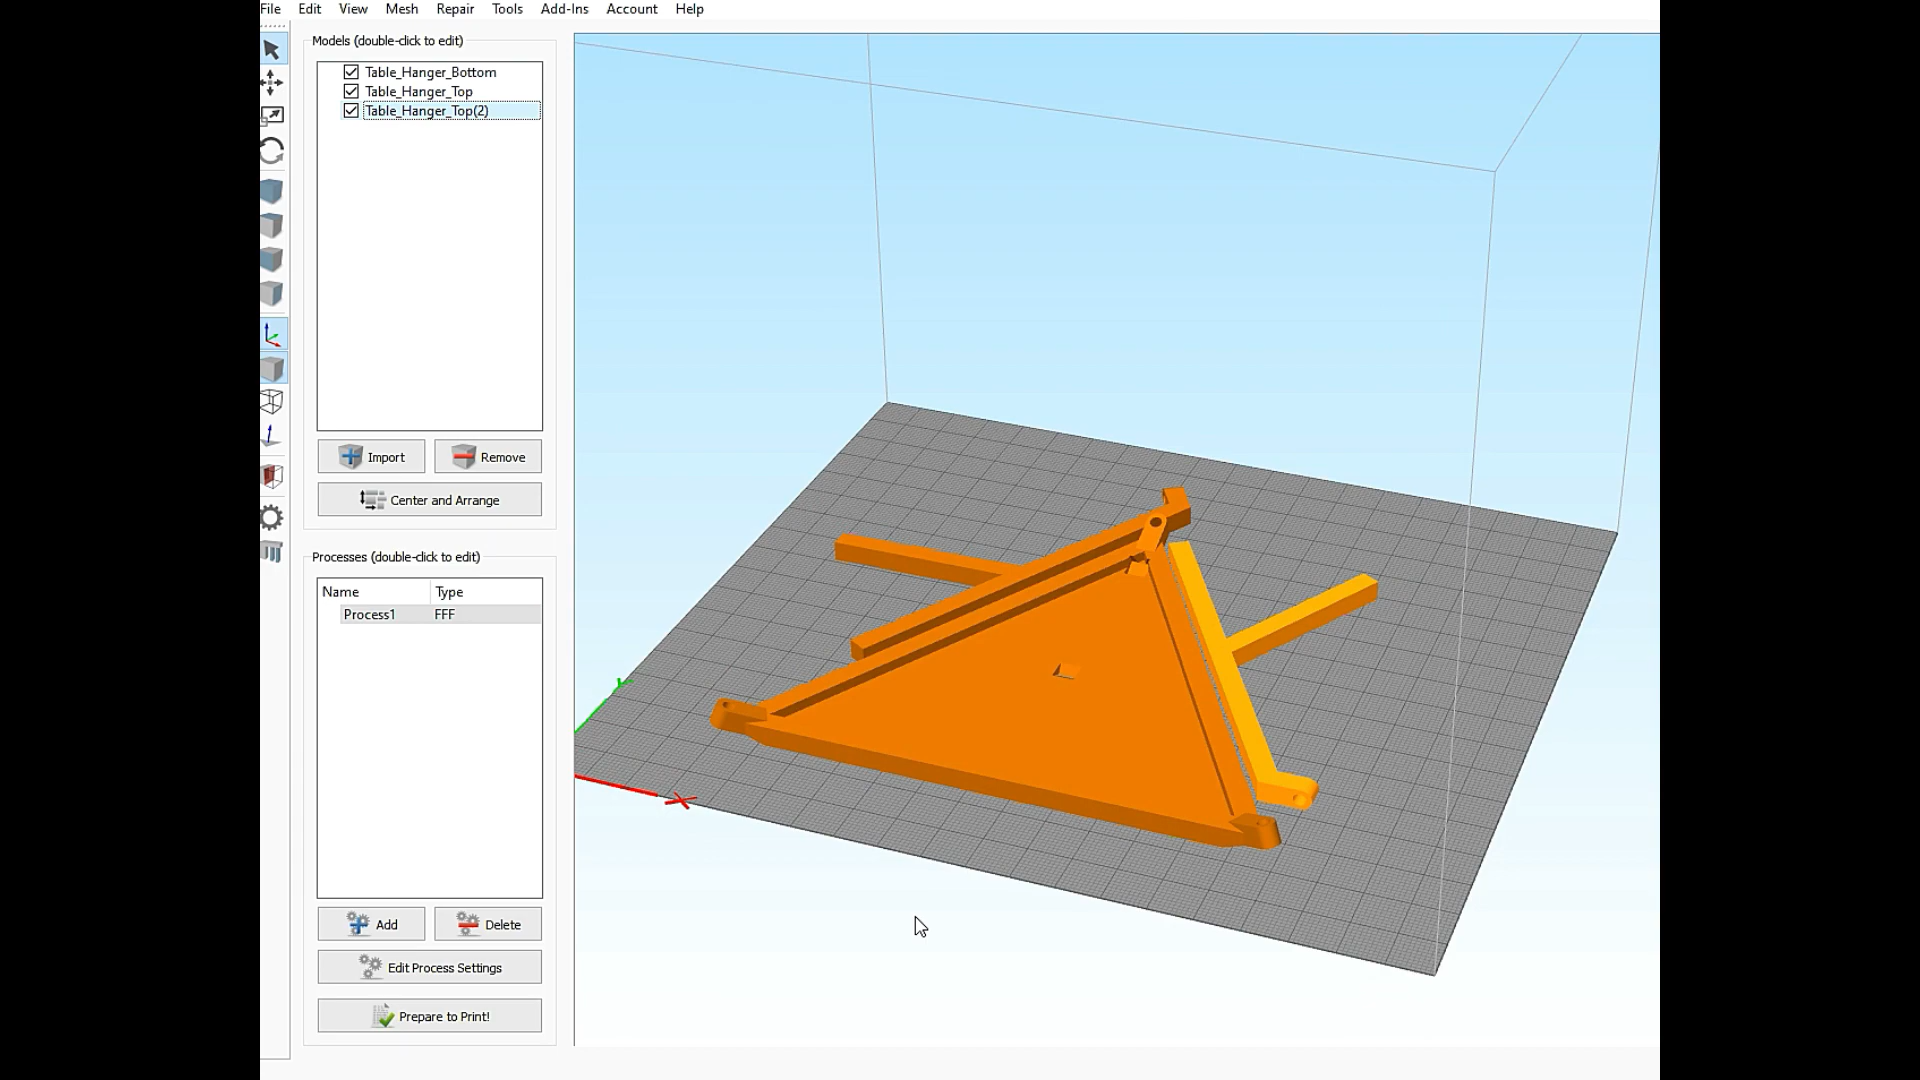 File Edit View Mesh Repair Tools Add-Ins Account Help
Models (double-click to edit)
Table_Hanger_Bottom
Table_Hanger_Top
Table_Hanger_Top(2)
Import Remove
Center and Arrange
Processes (double-click to edit)
Name Type
Process1 FFF
Add Delete
Edit Process Settings
Prepare to Print!